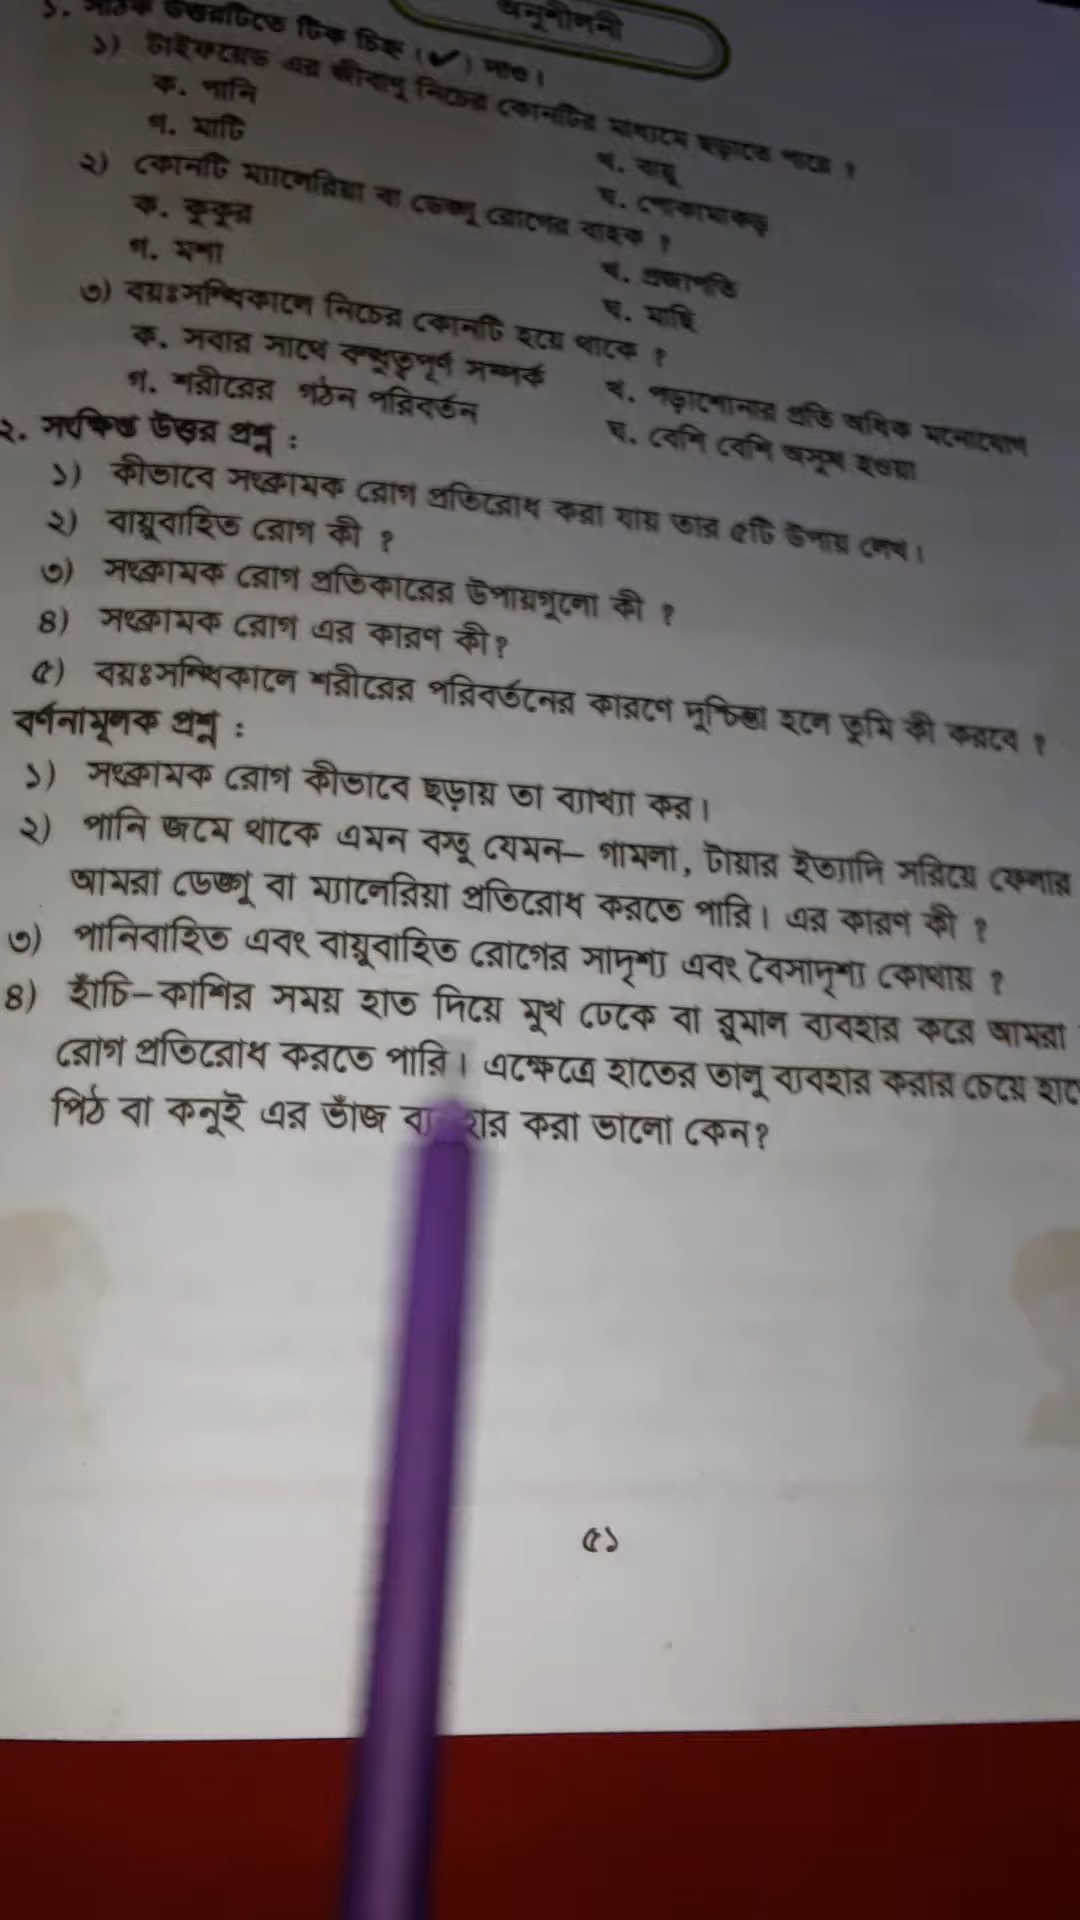 অনুশীলনী
১. সঠিক উত্তরটিতে টিক চিহ্ন (✔) দাও।
১) টাইফয়েড এর জীবাণু নিচের কোনটির মাধ্যমে ছড়াতে পারে ?
ক. পানি
খ. বায়ু
গ. মাটি
ঘ. পোকামাকড়
২) কোনটি ম্যালেরিয়া বা ডেঙ্গু রোগের বাহক ?
ক. কুকুর
খ. প্রজাপতি
গ. মশা
ঘ. মাছি
৩) বয়ঃসন্ধিকালে নিচের কোনটি হয়ে থাকে ?
ক. সবার সাথে বন্ধুত্বপূর্ণ সম্পর্ক
খ. পড়াশোনার প্রতি অধিক মনোযোগ
গ. শরীরের গঠন পরিবর্তন
ঘ. বেশি বেশি অসুস্থ হওয়া
২. সংক্ষিপ্ত উত্তর প্রশ্ন :
১) কীভাবে সংক্রামক রোগ প্রতিরোধ করা যায় তার ৫টি উপায় লেখ।
২) বায়ুবাহিত রোগ কী ?
৩) সংক্রামক রোগ প্রতিকারের উপায়গুলো কী ?
৪) সংক্রামক রোগ এর কারণ কী?
৫) বয়ঃসন্ধিকালে শরীরের পরিবর্তনের কারণে দুশ্চিন্তা হলে তুমি কী করবে ?
বর্ণনামূলক প্রশ্ন :
১) সংক্রামক রোগ কীভাবে ছড়ায় তা ব্যাখ্যা কর।
২) পানি জমে থাকে এমন বস্তু যেমন– গামলা, টায়ার ইত্যাদি সরিয়ে ফেলার
আমরা ডেঙ্গু বা ম্যালেরিয়া প্রতিরোধ করতে পারি। এর কারণ কী ?
৩) পানিবাহিত এবং বায়ুবাহিত রোগের সাদৃশ্য এবং বৈসাদৃশ্য কোথায় ?
৪) হাঁচি–কাশির সময় হাত দিয়ে মুখ ঢেকে বা রুমাল ব্যবহার করে আমরা
রোগ প্রতিরোধ করতে পারি। এক্ষেত্রে হাতের তালু ব্যবহার করার চেয়ে হাতে
পিঠ বা কনুই এর ভাঁজ ব্যবহার করা ভালো কেন?
৫১